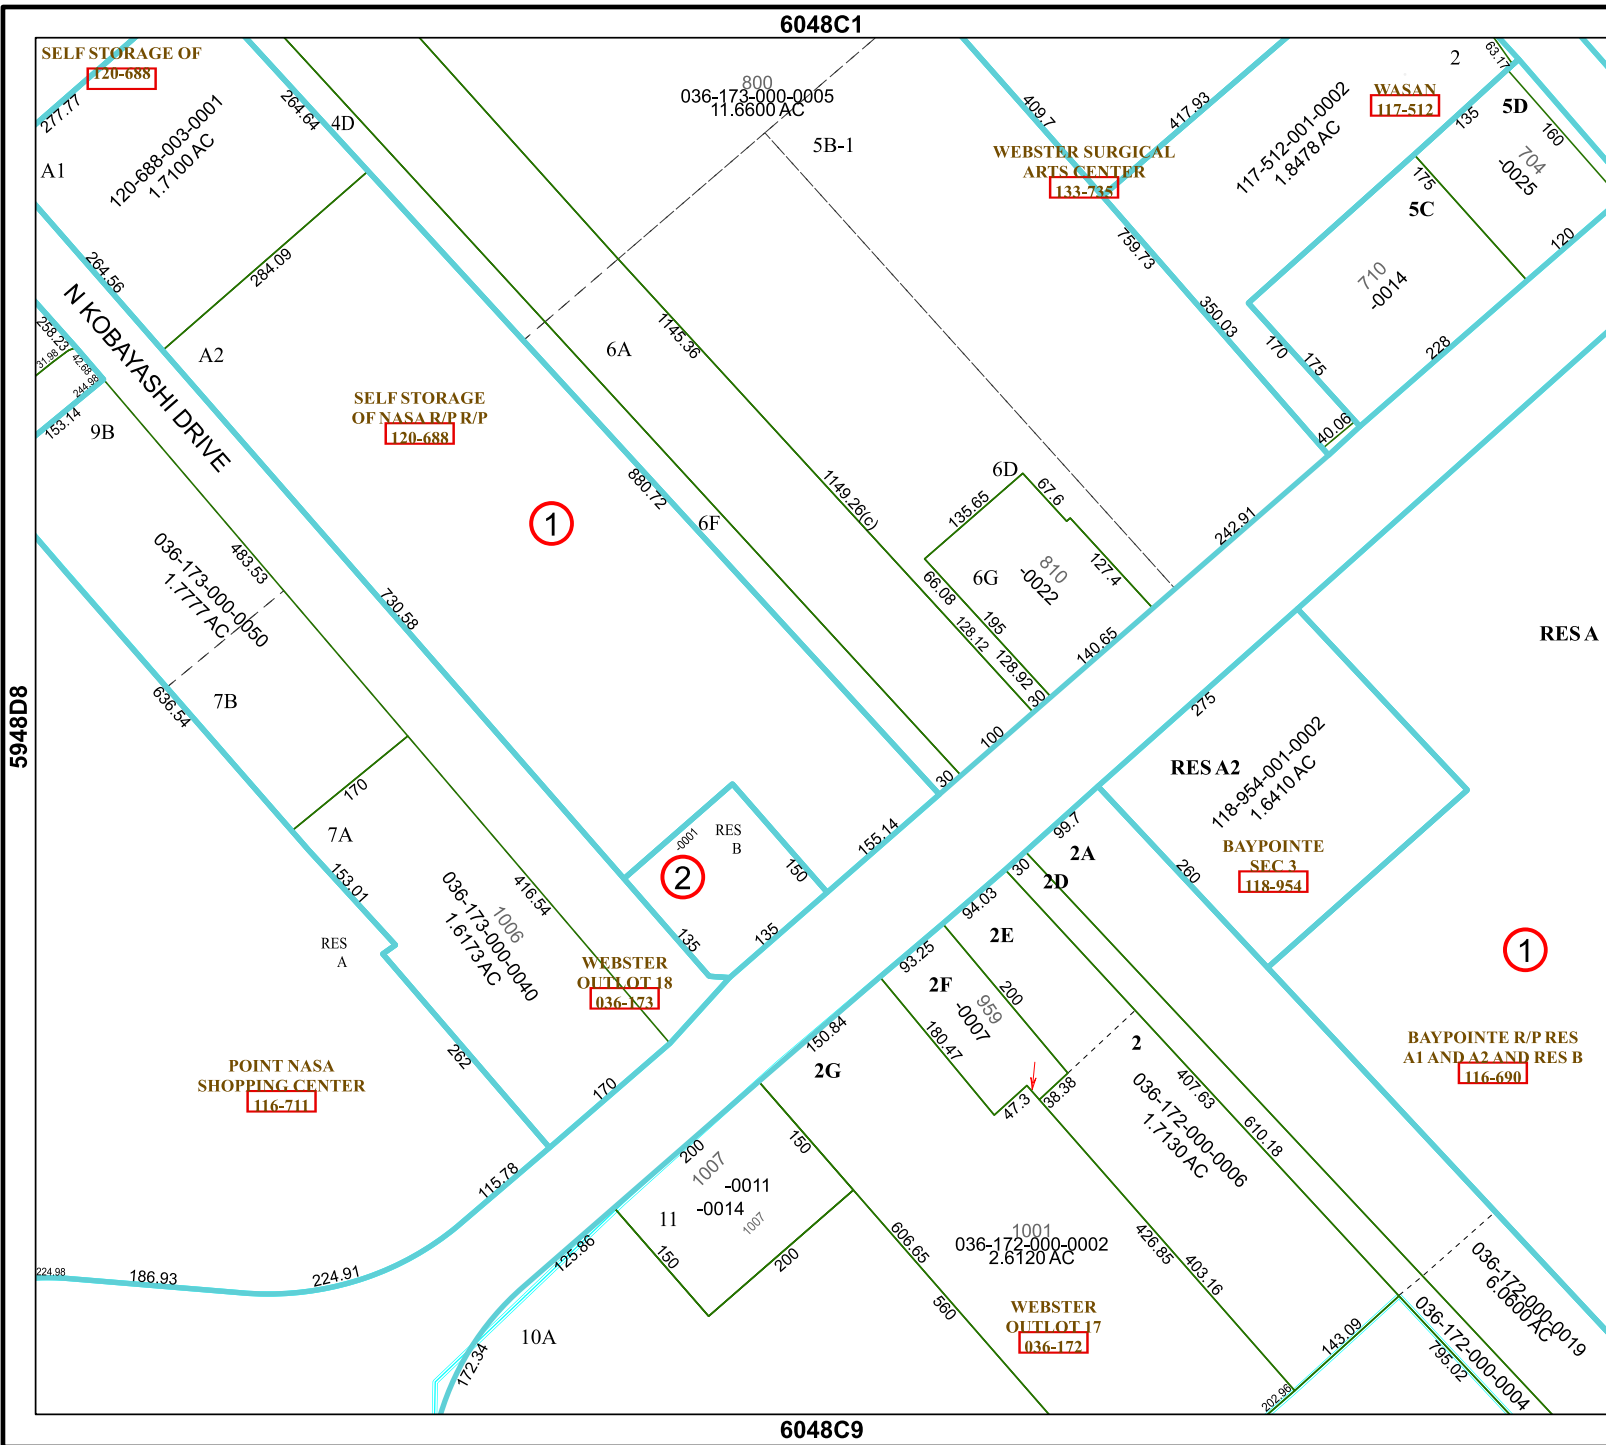 6048C1
SELF STORAGE OF
120-688
277.77
A1
120-688-003-0001
1.7100 AC
264.64
4D
264.56
284.09
A2
N KOBAYASHI DRIVE
258.23
31.98
42.68
244.98
153.14
9B
800
036-173-000-0005
11.6600 AC
5B-1
409.7
417.93
WEBSTER SURGICAL
ARTS CENTER
133-735
759.73
350.03
117-512-001-0002
1.8478 AC
WASAN
117-512
2
63.17
5D
135
160
704
-0025
175
5C
710
-0014
120
228
170
175
40.06
6A
1145.36
SELF STORAGE
OF NASA R/P R/P
120-688
1
880.72
6F
1149.26(c)
6D
67.6
135.65
6G
810
-0022
127.4
66.08
195
128.12
128.92
30
140.65
242.91
100
30
155.14
036-173-000-0050
1.7777 AC
483.53
730.58
636.54
7B
170
7A
153.01
RES
A
036-173-000-0040
1006
1.6173 AC
416.54
262
WEBSTER
OUTLOT 18
036-173
-0001
RES
B
2
150
135
135
RES A
275
RES A2
118-954-001-0002
1.6410 AC
BAYPOINTE
SEC 3
118-954
260
99.7
2A
30
2D
94.03
2E
93.25
2F
200
959
-0007
180.47
150.84
2G
47.3
38.38
2
407.63
610.18
036-172-000-0006
1.7130 AC
1
BAYPOINTE R/P RES
A1 AND A2 AND RES B
116-690
POINT NASA
SHOPPING CENTER
116-711
170
115.78
224.98
186.93
224.91
200
150
1007
-0011
-0014
1007
11
150
200
125.86
172.34
10A
606.65
560
1001
036-172-000-0002
2.6120 AC
WEBSTER
OUTLOT 17
036-172
426.85
403.16
143.09
202.96
036-172-000-0004
795.02
036-172-000-0019
6.0600 AC
5948D8
6048C9